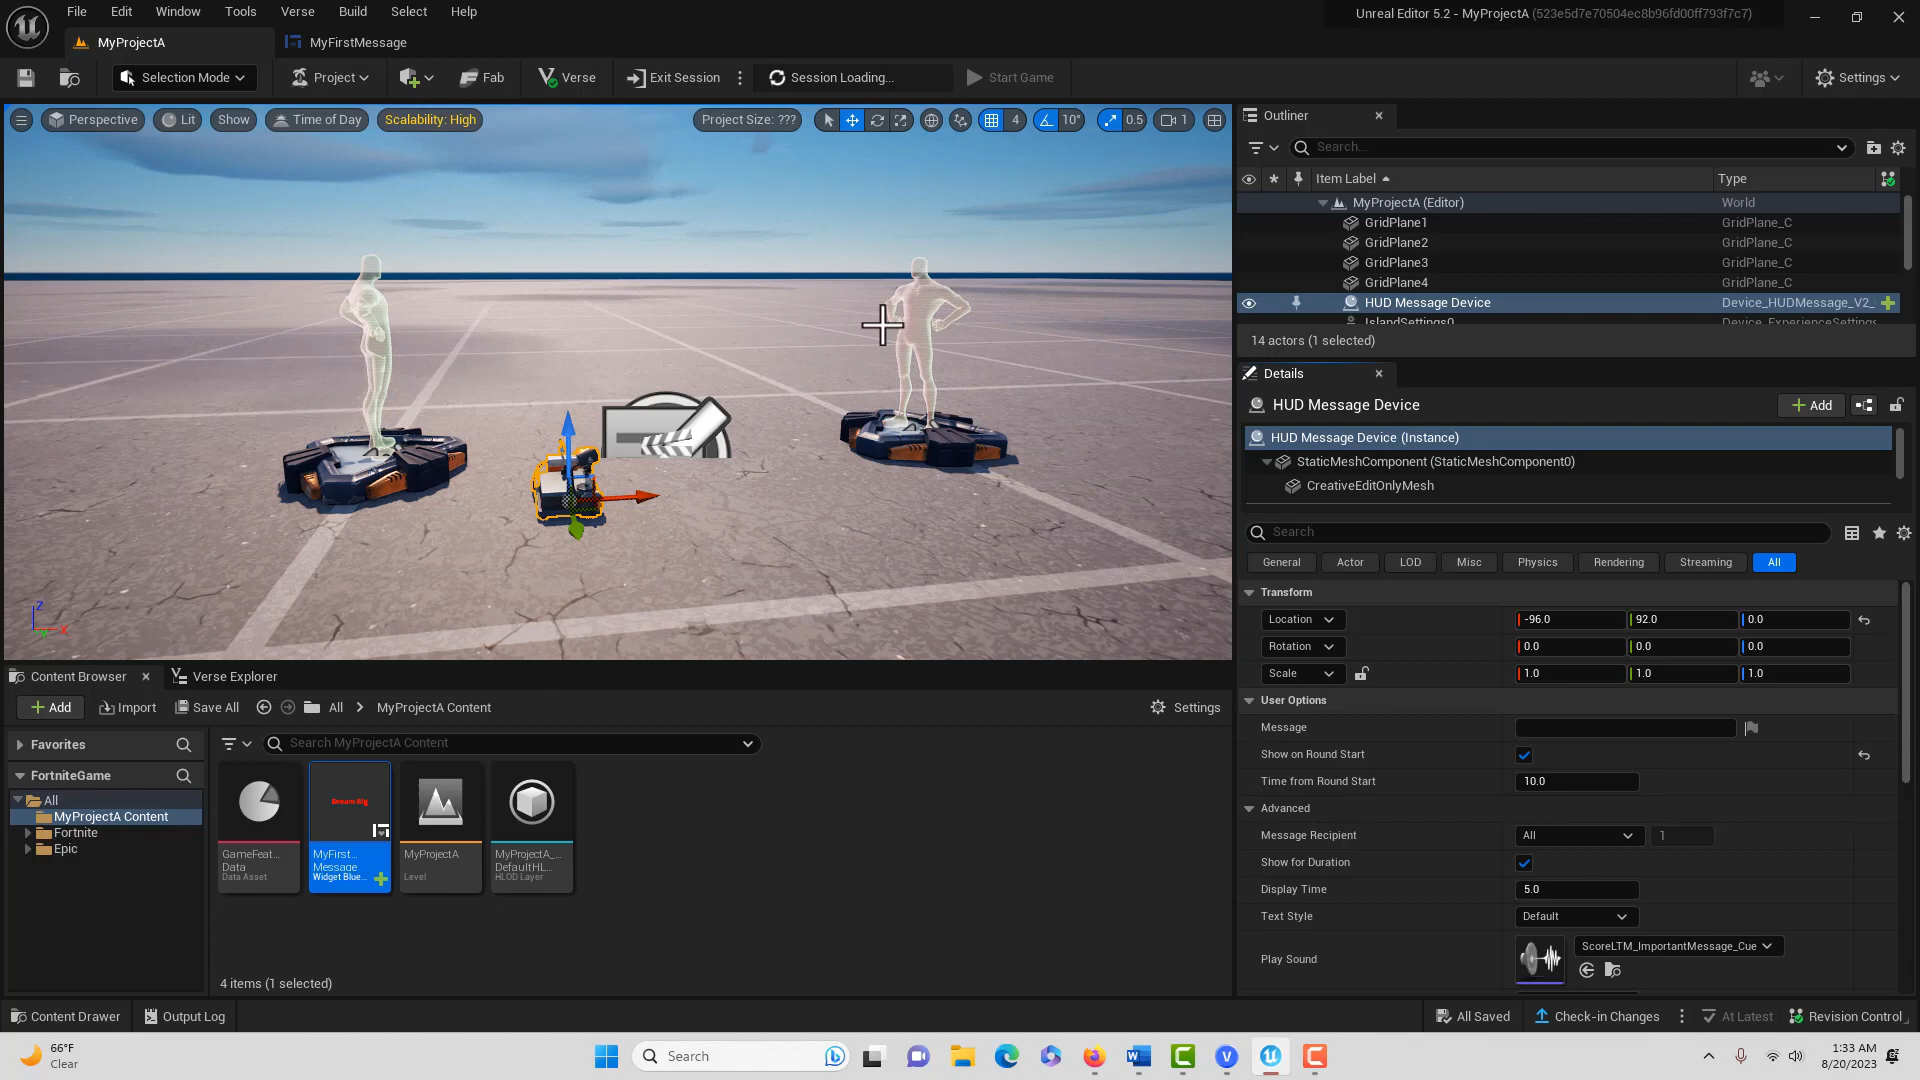 File Edit Window Tools Verse Build Select Help
Unreal Editor 5.2 - MyProjectA (523e5d7e70504ec8b96fd00ff793f7c7)
MyProjectA MyFirstMessage
Selection Mode Project Fab Verse Exit Session Session Loading... Start Game Settings
Perspective Lit Show Time of Day Scalability: High Project Size: ??? 4 10° 0.5 1
Z
X
Outliner
Search...
Item Label Type
MyProjectA (Editor) World
GridPlane1 GridPlane_C
GridPlane2 GridPlane_C
GridPlane3 GridPlane_C
GridPlane4 GridPlane_C
HUD Message Device Device_HUDMessage_V2_
IslandSettings0 Device_ExperienceSettings
14 actors (1 selected)
Details
HUD Message Device Add
HUD Message Device (Instance)
StaticMeshComponent (StaticMeshComponent0)
CreativeEditOnlyMesh
Search
General Actor LOD Misc Physics Rendering Streaming All
Transform
Location -96.0 92.0 0.0
Rotation 0.0 0.0 0.0
Scale 1.0 1.0 1.0
User Options
Message
Show on Round Start
Time from Round Start 10.0
Advanced
Message Recipient All 1
Show for Duration
Display Time 5.0
Text Style Default
Play Sound ScoreLTM_ImportantMessage_Cue
Content Browser Verse Explorer
Add Import Save All All MyProjectA Content Settings
Favorites
Search MyProjectA Content
FortniteGame
All
MyProjectA Content
Fortnite
Epic
Dream Big
GameFeat...
Data
Data Asset
MyFirst...
Message
Widget Blue...
MyProjectA
Level
MyProjectA_...
DefaultHL...
HLOD Layer
4 items (1 selected)
Content Drawer Output Log All Saved Check-in Changes At Latest Revision Control
66°F
Clear
Search
1:33 AM
8/20/2023